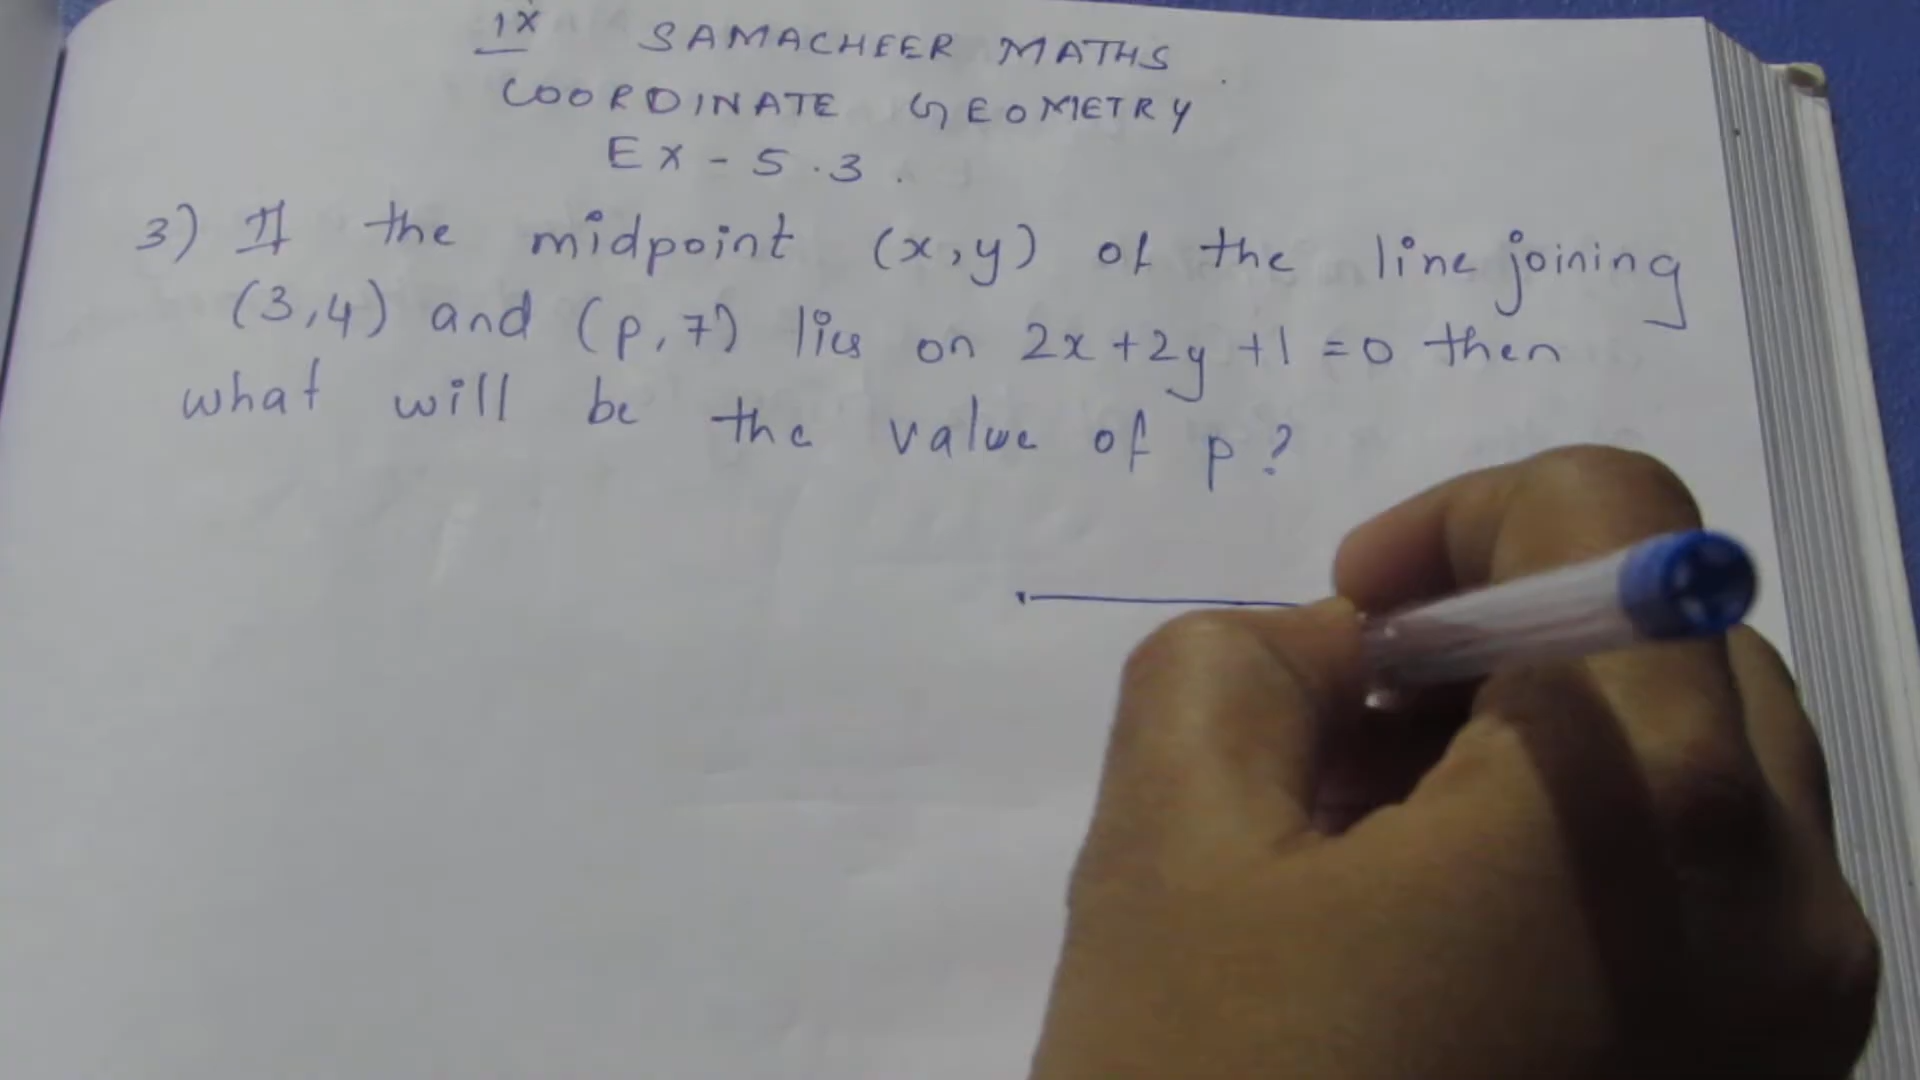 IX SAMACHEER MATHS
COORDINATE GEOMETRY
EX - 5.3.
3) If the midpoint (x,y) of the line joining
(3,4) and (p,7) lies on 2x+2y+1=0 then
what will be the value of p?